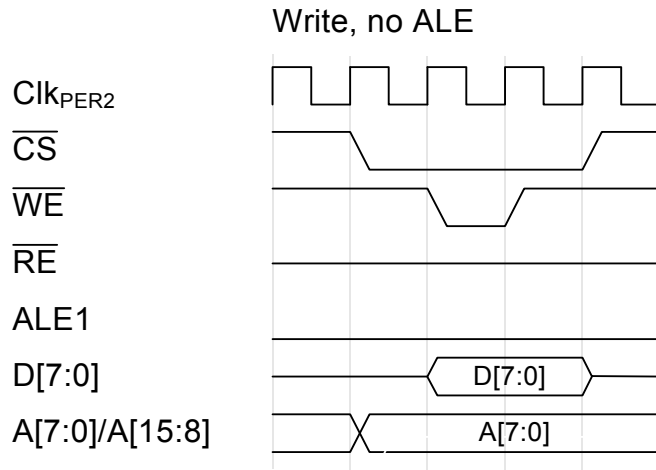 Write, no ALE
ClkPER2
CS
WE
RE
ALE1
D[7:0] D[7:0]
A[7:0]/A[15:8] A[7:0]